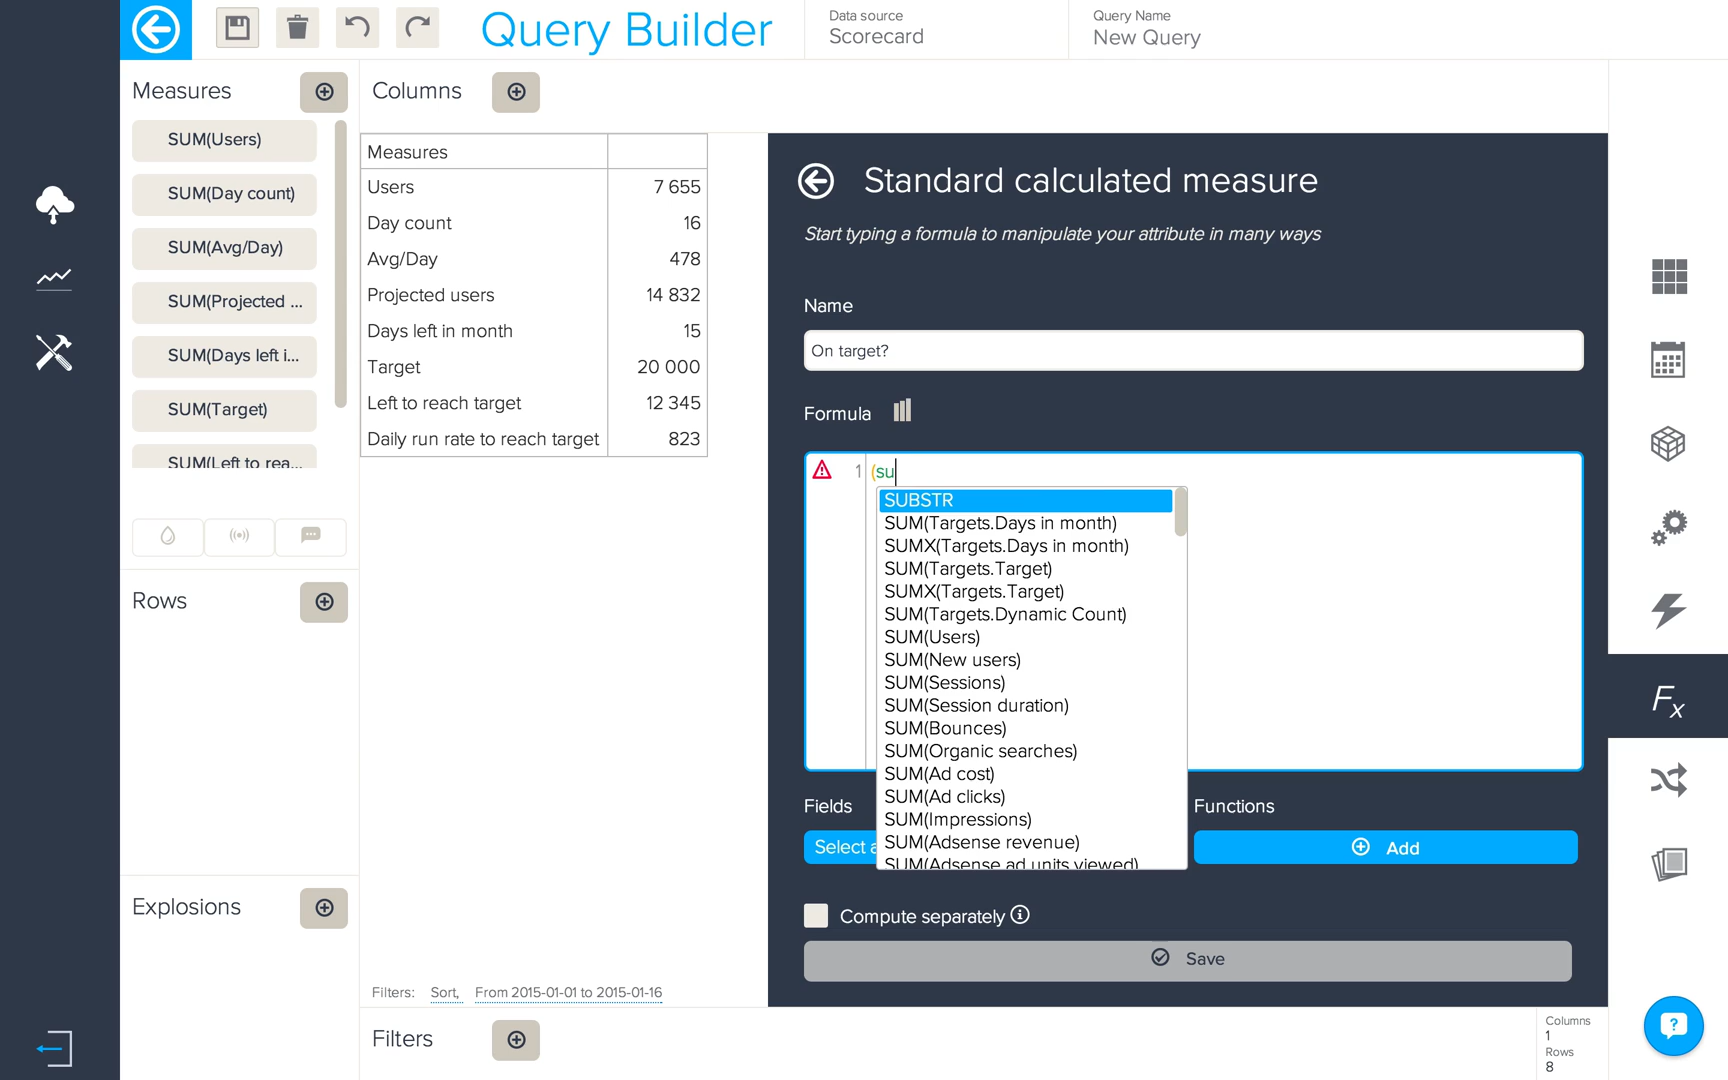 Query Builder
Data source
Scorecard
Query Name
New Query
Measures
SUM(Users)
SUM(Day count)
SUM(Avg/Day)
SUM(Projected ...
SUM(Days left i...
SUM(Target)
SUM(Left to rea...
Rows
Explosions
Columns
Measures
Users 7 655
Day count 16
Avg/Day 478
Projected users 14 832
Days left in month 15
Target 20 000
Left to reach target 12 345
Daily run rate to reach target 823
Filters: Sort, From 2015-01-01 to 2015-01-16
Filters
Standard calculated measure
Start typing a formula to manipulate your attribute in many ways
Name
On target?
Formula
1 (su
SUBSTR
SUM(Targets.Days in month)
SUMX(Targets.Days in month)
SUM(Targets.Target)
SUMX(Targets.Target)
SUM(Targets.Dynamic Count)
SUM(Users)
SUM(New users)
SUM(Sessions)
SUM(Session duration)
SUM(Bounces)
SUM(Organic searches)
SUM(Ad cost)
SUM(Ad clicks)
SUM(Impressions)
SUM(Adsense revenue)
SUM(Adsense ad units viewed)
Fields
Select a
Functions
Add
Compute separately
Save
Fx
Columns
1
Rows
8